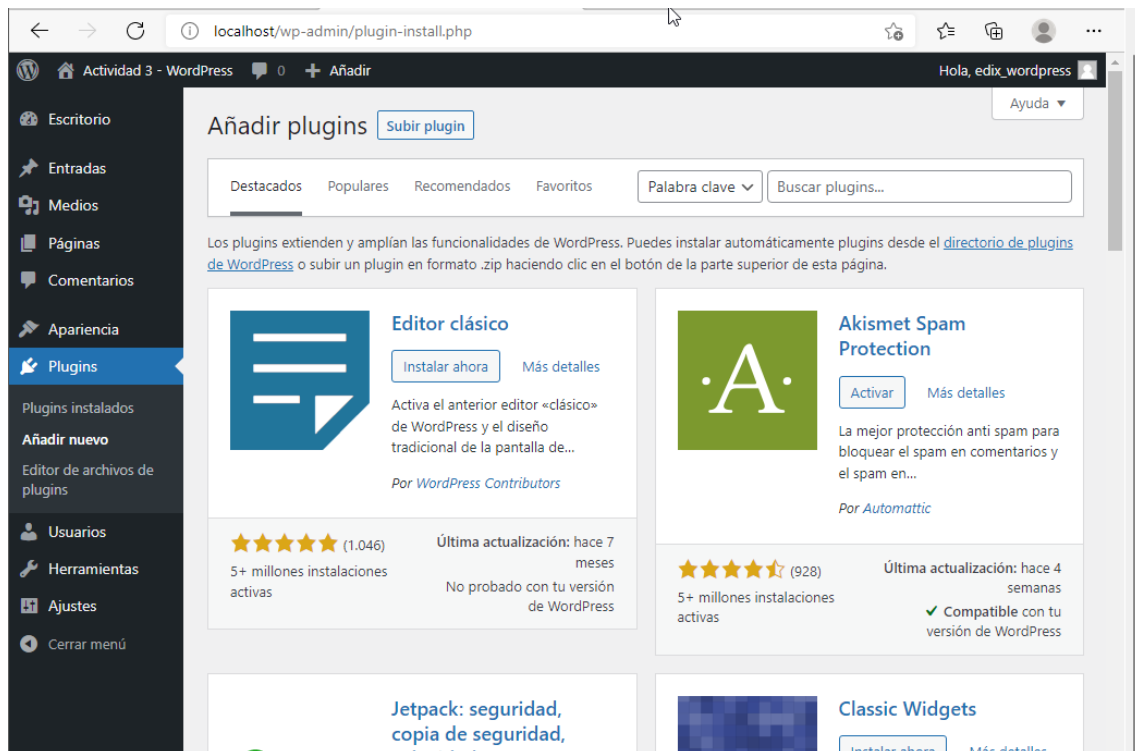 localhost/wp-admin/plugin-install.php
Actividad 3 - WordPress 0 + Añadir
Hola, edix_wordpress
Escritorio
Entradas
Medios
Páginas
Comentarios
Apariencia
Plugins
Plugins instalados
Añadir nuevo
Editor de archivos de
plugins
Usuarios
Herramientas
Ajustes
Cerrar menú
Ayuda
Añadir plugins Subir plugin
Destacados Populares Recomendados Favoritos Palabra clave Buscar plugins...
Los plugins extienden y amplían las funcionalidades de WordPress. Puedes instalar automáticamente plugins desde el directorio de plugins
de WordPress o subir un plugin en formato .zip haciendo clic en el botón de la parte superior de esta página.
Editor clásico
Instalar ahora Más detalles
Activa el anterior editor «clásico»
de WordPress y el diseño
tradicional de la pantalla de...
Por WordPress Contributors
(1.046)
5+ millones instalaciones
activas
Última actualización: hace 7
meses
No probado con tu versión
de WordPress
·A·
Akismet Spam
Protection
Activar Más detalles
La mejor protección anti spam para
bloquear el spam en comentarios y
el spam en...
Por Automattic
(928)
5+ millones instalaciones
activas
Última actualización: hace 4
semanas
Compatible con tu
versión de WordPress
Jetpack: seguridad,
copia de seguridad,
Classic Widgets
Instalar ahora Más detalles